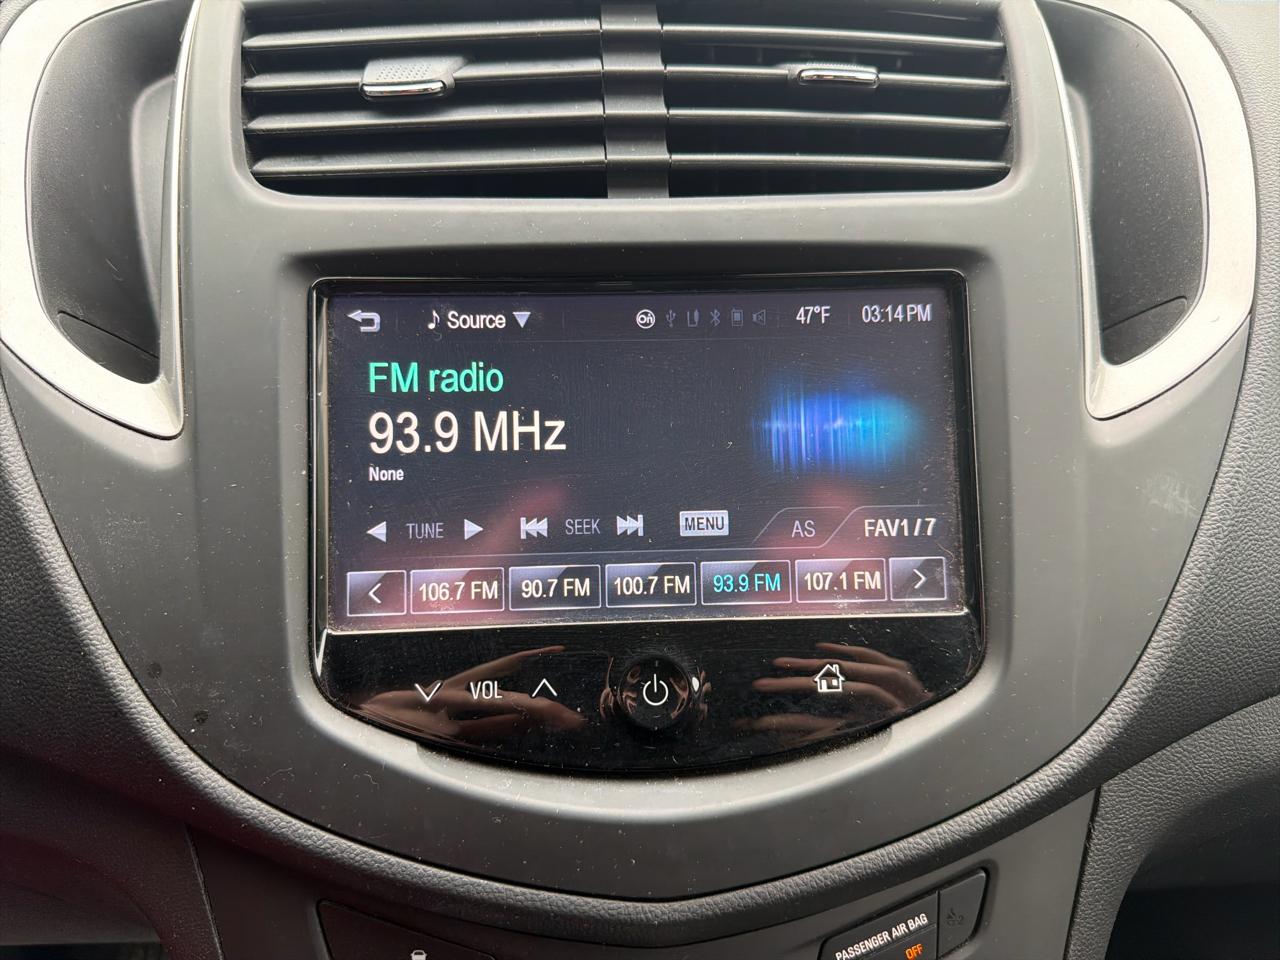 Source 47°F 03:14 PM
FM radio
93.9 MHz
None
TUNE SEEK MENU AS FAV1/7
106.7 FM 90.7 FM 100.7 FM 93.9 FM 107.1 FM
VOL
PASSENGER AIR BAG
OFF